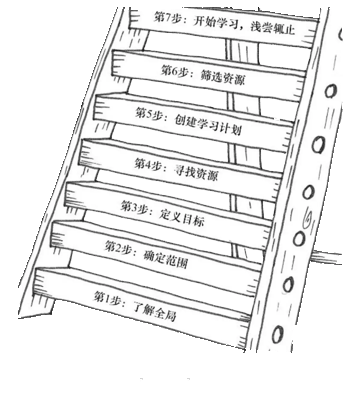 第7步：开始学习，浅尝辄止
第6步：筛选资源
第5步：创建学习计划
第4步：寻找资源
第3步：定义目标
第2步：确定范围
第1步：了解全局